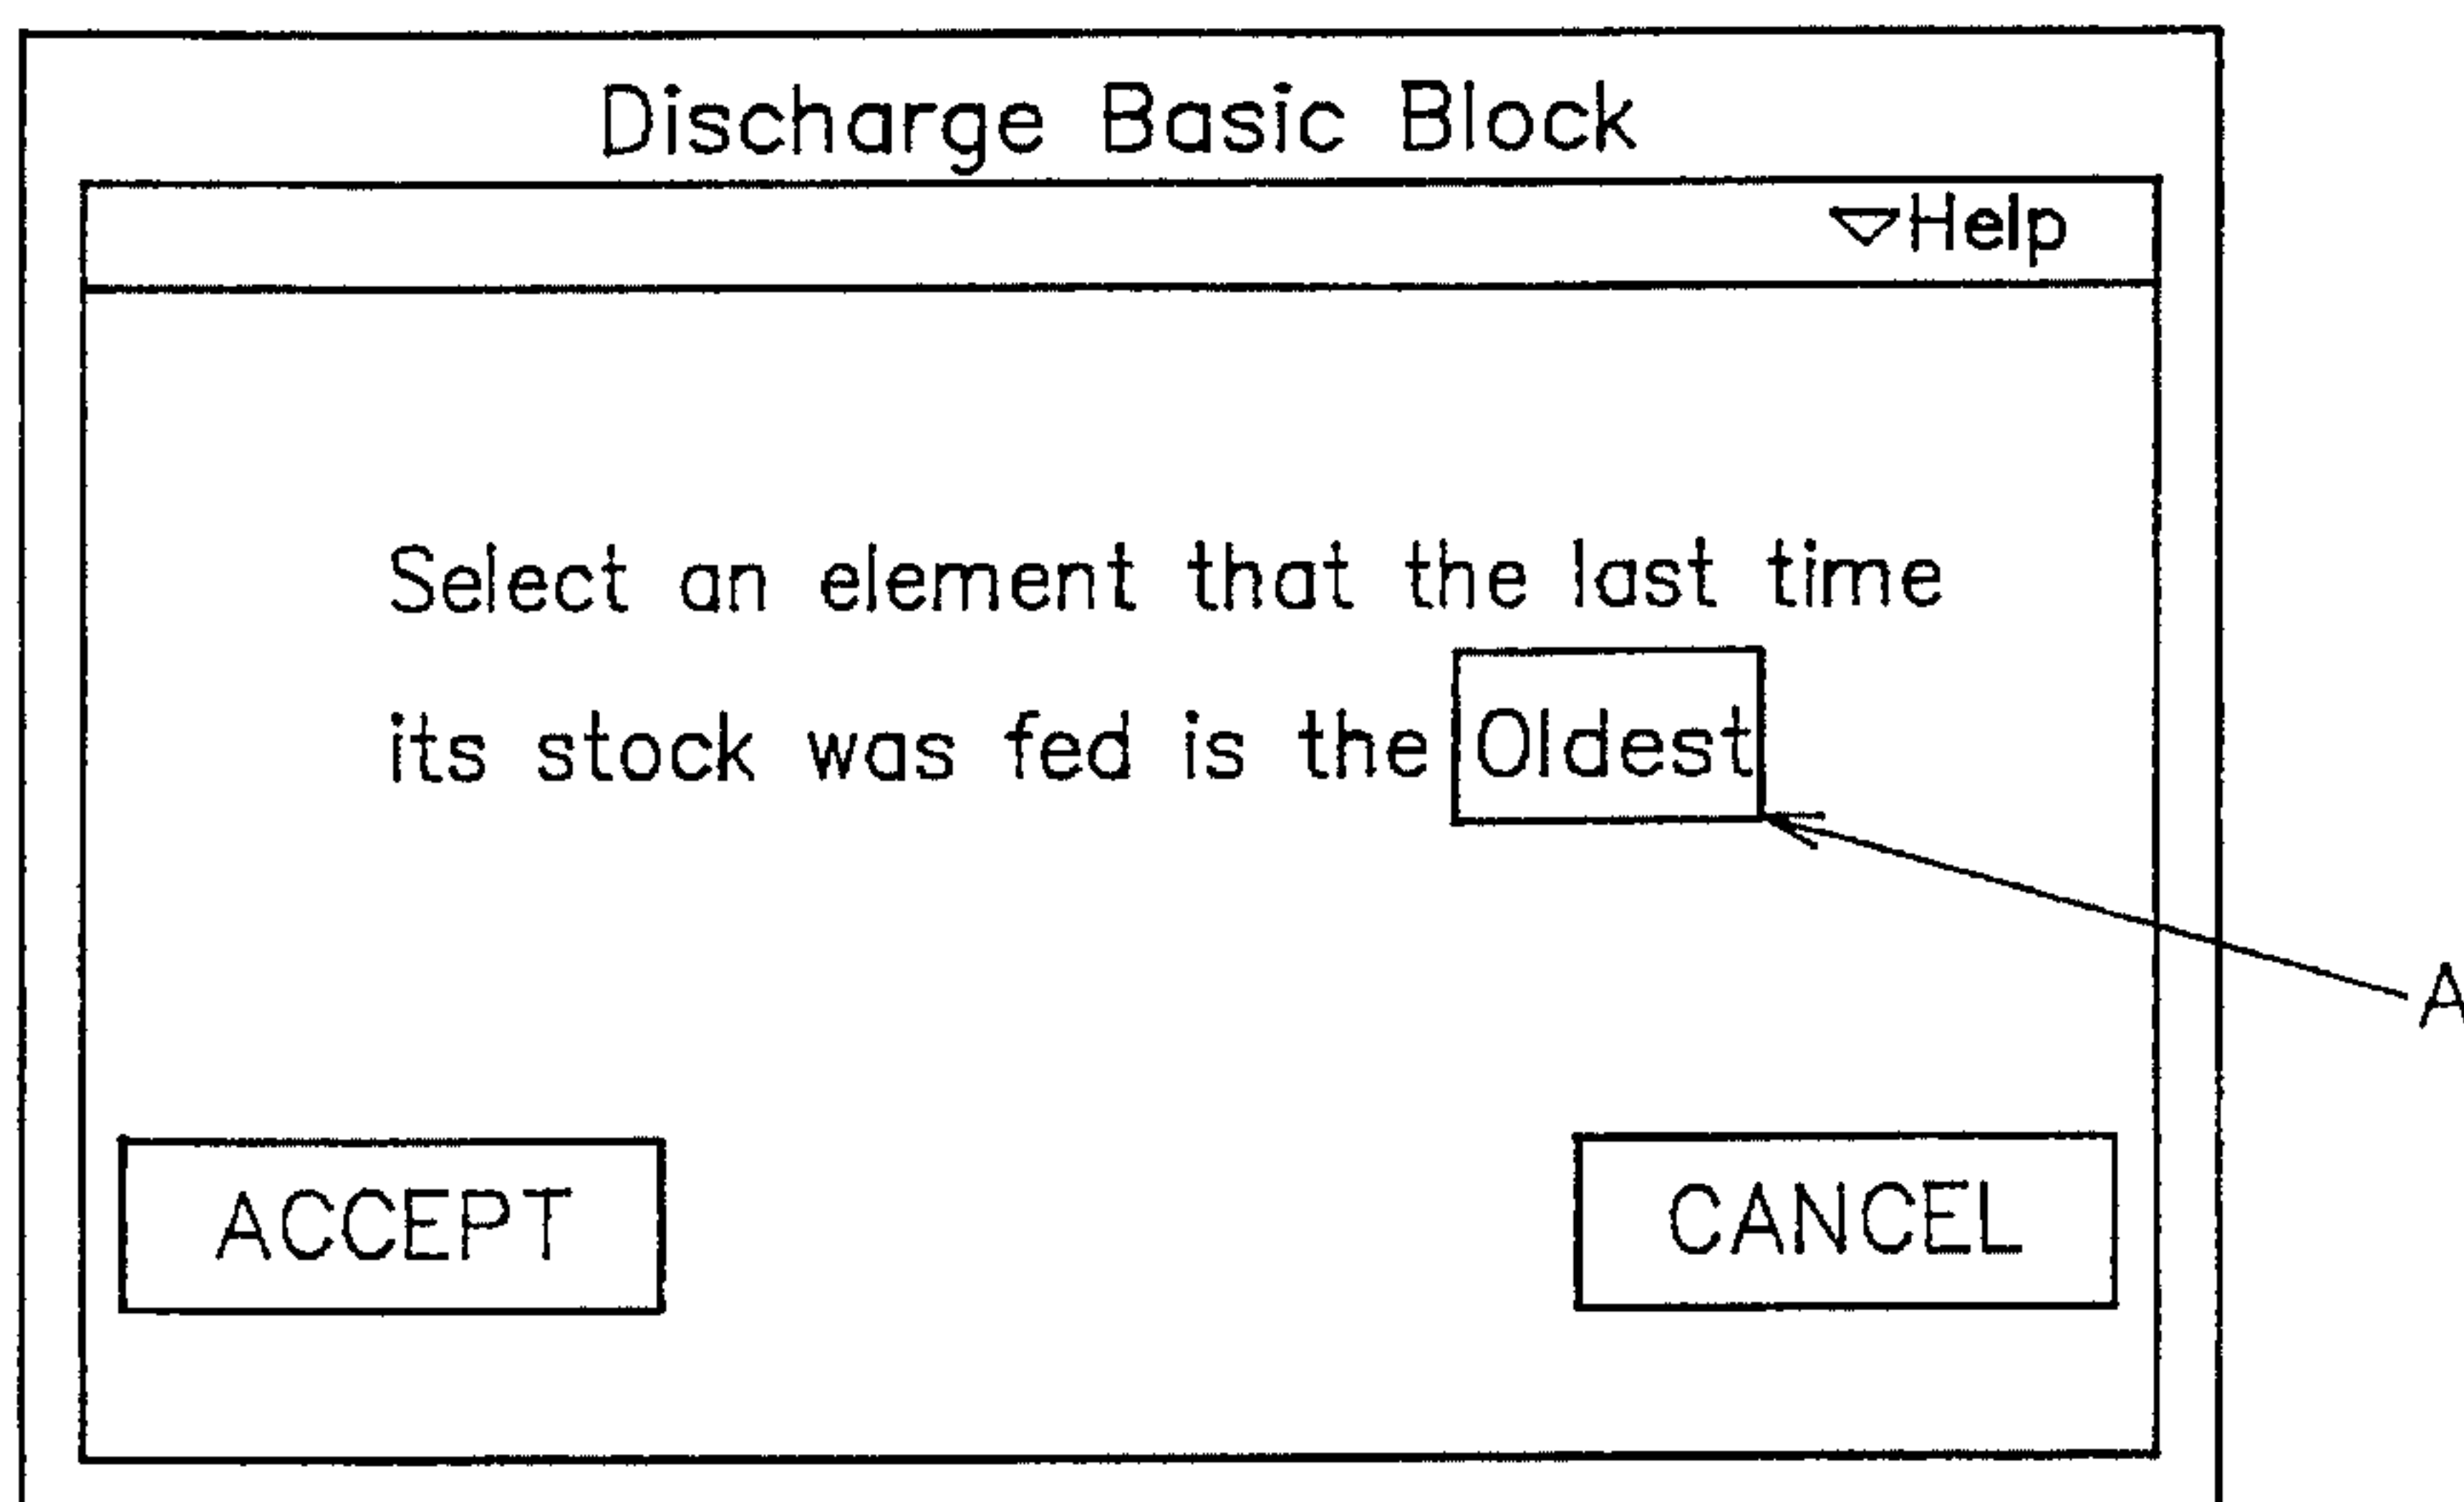 Discharge Basic Block
Help
Select an element that the last time
its stock was fed is the Oldest
A
ACCEPT
CANCEL